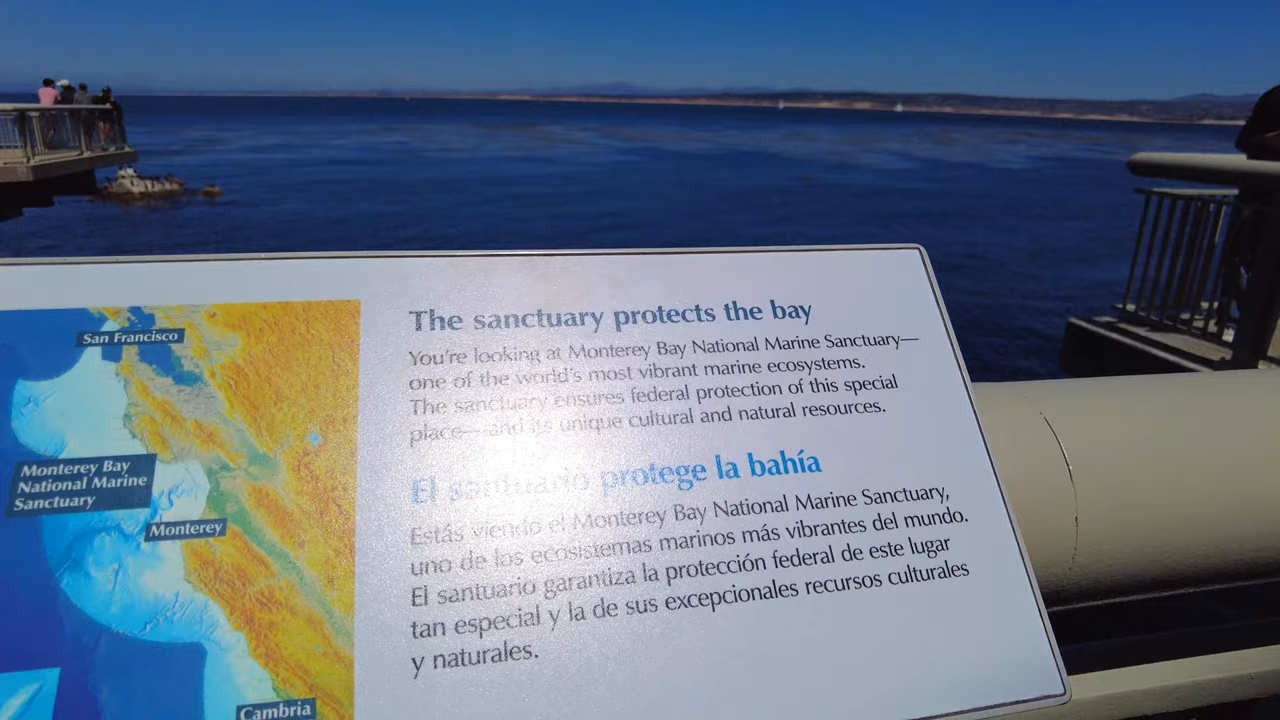 The sanctuary protects the bay
You're looking at Monterey Bay National Marine Sanctuary—
one of the world's most vibrant marine ecosystems.
The sanctuary ensures federal protection of this special
place—and its unique cultural and natural resources.
El santuario protege la bahía
Estás viendo el Monterey Bay National Marine Sanctuary,
uno de los ecosistemas marinos más vibrantes del mundo.
El santuario garantiza la protección federal de este lugar
tan especial y la de sus excepcionales recursos culturales
y naturales.
San Francisco
Monterey Bay
National Marine
Sanctuary
Monterey
Cambria